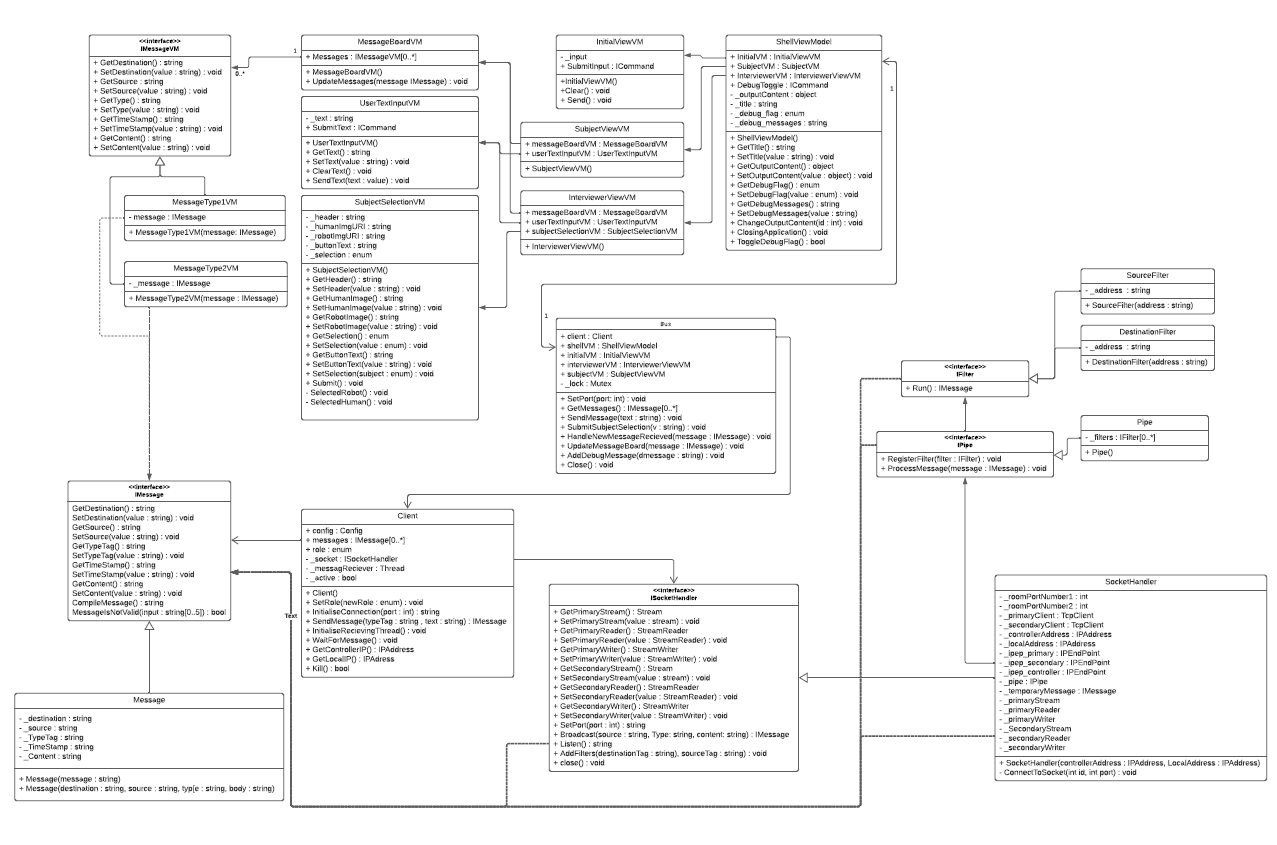 <<interface>>
IMessageVM
+ GetDestination() : string
+ SetDestination(value : string) : void
+ GetSource : string
+ SetSource(value : string) : void
+ GetType() : string
+ SetType(value : string) : void
+ GetTimeStamp() : string
+ SetTimeStamp(value : string) : void
+ GetContent() : string
+ SetContent(value : string) : void
1
0..*
MessageBoardVM
+ Messages : IMessageVM[0..*]
+ MessageBoardVM()
+ UpdateMessages(message IMessage) : void
UserTextInputVM
- _text : string
+ SubmitText : ICommand
+ UserTextInputVM()
+ GetText() : string
+ SetText(value : string) : void
+ ClearText() : void
+ SendText(text : value) : void
SubjectSelectionVM
- _header : string
- _humanImgURI : string
- _robotImgURI : string
- _buttonText : string
- _selection : enum
+ SubjectSelectionVM()
+ GetHeader() : string
+ SetHeader(value : string) : void
+ GetHumanImage() : string
+ SetHumanImage(value : string) : void
+ GetRobotImage() : string
+ SetRobotImage(value : string) : void
+ GetSelection() : enum
+ SetSelection(value : enum) : void
+ GetButtonText() : string
+ SetButtonText(value : string) : void
+ SetSelection(subject : enum) : void
+ Submit() : void
- SelectedRobot() : void
- SelectedHuman() : void
InitialViewVM
- _input
+ SubmitInput : ICommand
+InitialViewVM()
+Clear() : void
+ Send() : void
SubjectViewVM
+ messageBoardVM : MessageBoardVM
+ userTextInputVM : UserTextInputVM
+ SubjectViewVM()
InterviewerViewVM
+ messageBoardVM : MessageBoardVM
+ userTextInputVM : UserTextInputVM
+ subjectSelectionVM : SubjectSelectionVM
+ InterviewerViewVM()
ShellViewModel
+ InitialVM : InitialViewVM
+ SubjectVM : SubjectVM
+ InterviewerVM : InterviewerViewVM
+ DebugToggle : ICommand
- _outputContent : object
- _title : string
- _debug_flag : enum
- _debug_messages : string
+ ShellViewModel()
+ GetTitle() : string
+ SetTitle(value : string) : void
+ GetOutputContent() : object
+ SetOutputContent(value : object) : void
+ GetDebugFlag() : enum
+ SetDebugFlag(value : enum) : void
+ GetDebugMessages() : string
+ SetDebugMessages(value : string)
+ ChangeOutputContent(id : int) : void
+ ClosingApplication() : void
+ ToggleDebugFlag() : bool
1
MessageType1VM
- message : IMessage
+ MessageType1VM(message: IMessage)
MessageType2VM
- _message : IMessage
+ MessageType2VM(message : IMessage)
1
Bux
+ client : Client
+ shellVM : ShellViewModel
+ initialVM : InitialViewVM
+ interviewerVM : InterviewerViewVM
+ subjectVM : SubjectViewVM
- _lock : Mutex
+ SetPort(port: int) : void
+ GetMessages() : IMessage[0..*]
+ SendMessage(text : string) : void
+ SubmitSubjectSelection(v : string) : void
+ HandleNewMessageRecieved(message : IMessage) : void
+ UpdateMessageBoard(message : IMessage) : void
+ AddDebugMessage(dmessage : string) : void
+ Close() : void
SourceFilter
- _address : string
+ SourceFilter(address : string)
DestinationFilter
- _address : string
+ DestinationFilter(address : string)
<<interface>>
IFilter
+ Run() : IMessage
<<interface>>
IPipe
+ RegisterFilter(filter : IFilter) : void
+ ProcessMessage(message : IMessage) : void
Pipe
- _filters : IFilter[0..*]
+ Pipe()
<<interface>>
IMessage
GetDestination() : string
SetDestination(value : string) : void
GetSource() : string
SetSource(value : string) : void
GetTypeTag() : string
SetTypeTag(value : string) : void
GetTimeStamp() : string
SetTimeStamp(value : string) : void
GetContent() : string
SetContent(value : string) : void
CompileMessage() : string
MessageIsNotValid(input : string[0..5]) : bool
Text
Client
+ config : Config
+ messages : IMessage[0..*]
+ role : enum
- _socket : ISocketHandler
- _messagReciever : Thread
- _active : bool
+ Client()
+ SetRole(newRole : enum) : void
+ InitialiseConnection(port : int) : string
+ SendMessage(typeTag : string , text : string) : IMessage
+ InitialiseRecievingThread() : void
+ WaitForMessage() : void
+ GetControllerIP() : IPAddress
+ GetLocalIP() : IPAdress
+ Kill() : bool
<<interface>>
ISocketHandler
+ GetPrimaryStream() : Stream
+ SetPrimaryStream(value : stream) : void
+ GetPrimaryReader() : StreamReader
+ SetPrimaryReader(value : StreamReader) : void
+ GetPrimaryWriter() : StreamWriter
+ SetPrimaryWriter(value : StreamWriter) : void
+ GetSecondaryStream() : Stream
+ SetSecondaryStream(value : stream) : void
+ GetSecondaryReader() : StreamReader
+ SetSecondaryReader(value : StreamReader) : void
+ GetSecondaryWriter() : StreamWriter
+ SetSecondaryWriter(value : StreamWriter) : void
+ SetPort(port : int) : string
+ Broadcast(source : string, Type: string, content: string) : IMessage
+ Listen() : string
+ AddFilters(destinationTag : string), sourceTag : string) : void
+ close() : void
SocketHandler
- _roomPortNumber1 : int
- _roomPortNumber2 : int
- _primaryClient : TcpClient
- _secondaryClient : TcpClient
- _controllerAddress : IPAddress
- _localAddress : IPAddress
- _ipep_primary : IPEndPoint
- _ipep_secondary : IPEndPoint
- _ipep_controller : IPEndPoint
- _pipe : IPipe
- _temporaryMessage : IMessage
- _primaryStream
- _primaryReader
- _primaryWriter
- _SecondaryStream
- _secondaryReader
- _secondaryWriter
+ SocketHandler(controllerAddress : IPAddress, LocalAddress : IPAddress)
- ConnectToSocket(int id, int port) : void
Message
- _destination : string
- _source : string
- _TypeTag : string
- _TimeStamp : string
- _Content : string
+ Message(message : string)
+ Message(destination : string, source : string, typ[e : string, body : string)